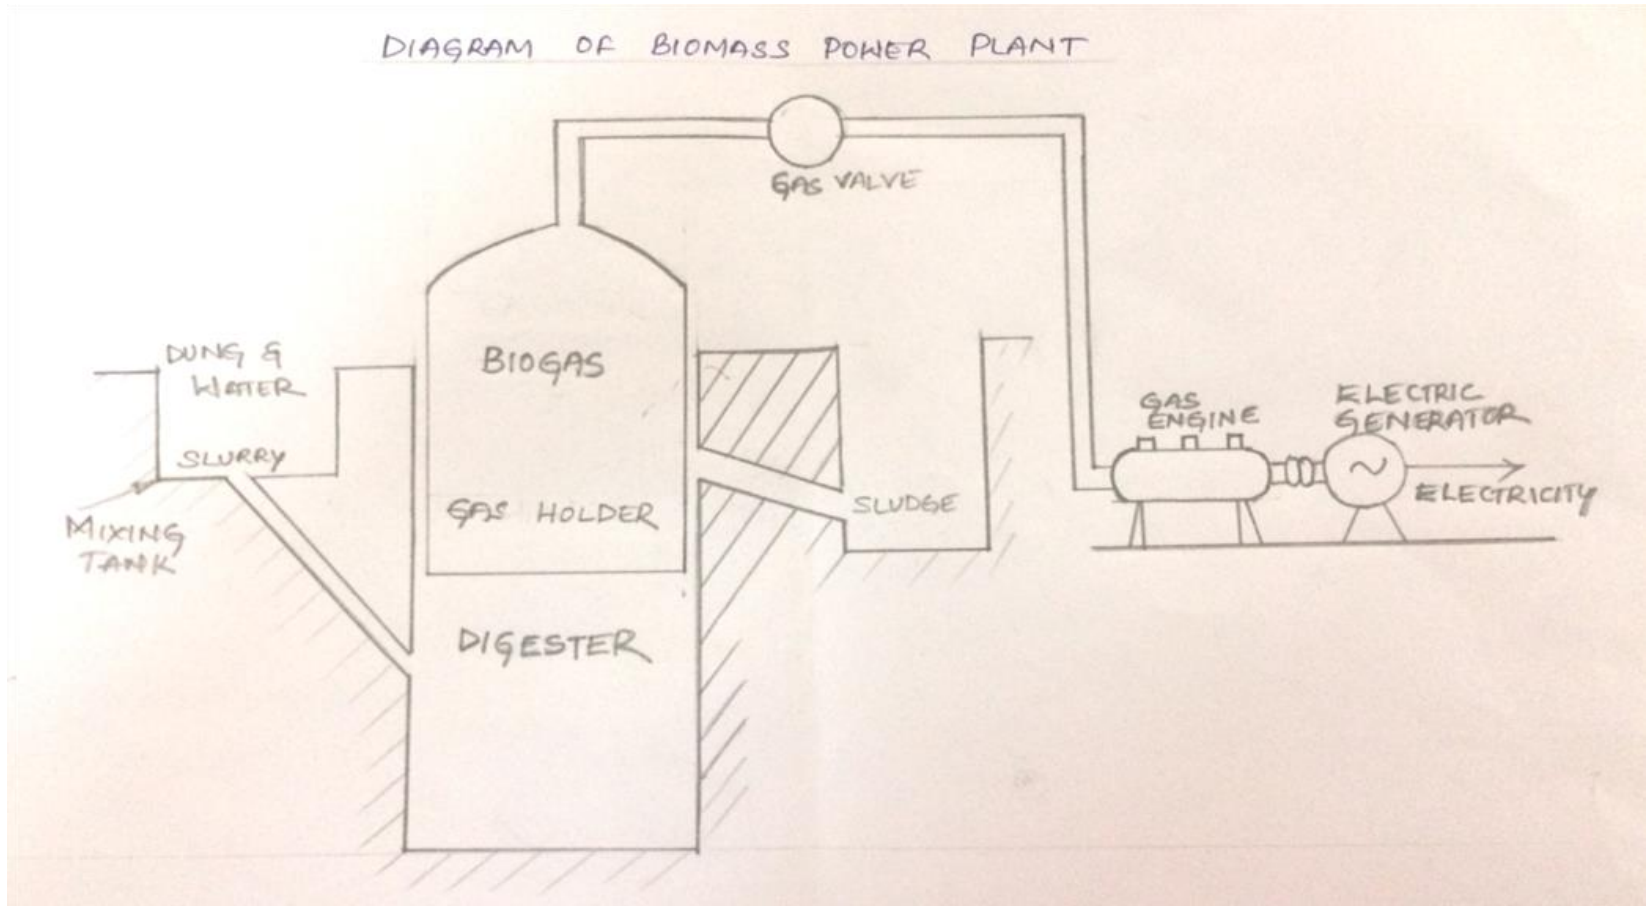 DIAGRAM OF BIOMASS POWER PLANT
GAS VALVE
DUNG &
WATER
SLURRY
MIXING
TANK
BIOGAS
GAS HOLDER
DIGESTER
SLUDGE
GAS
ENGINE
ELECTRIC
GENERATOR
ELECTRICITY